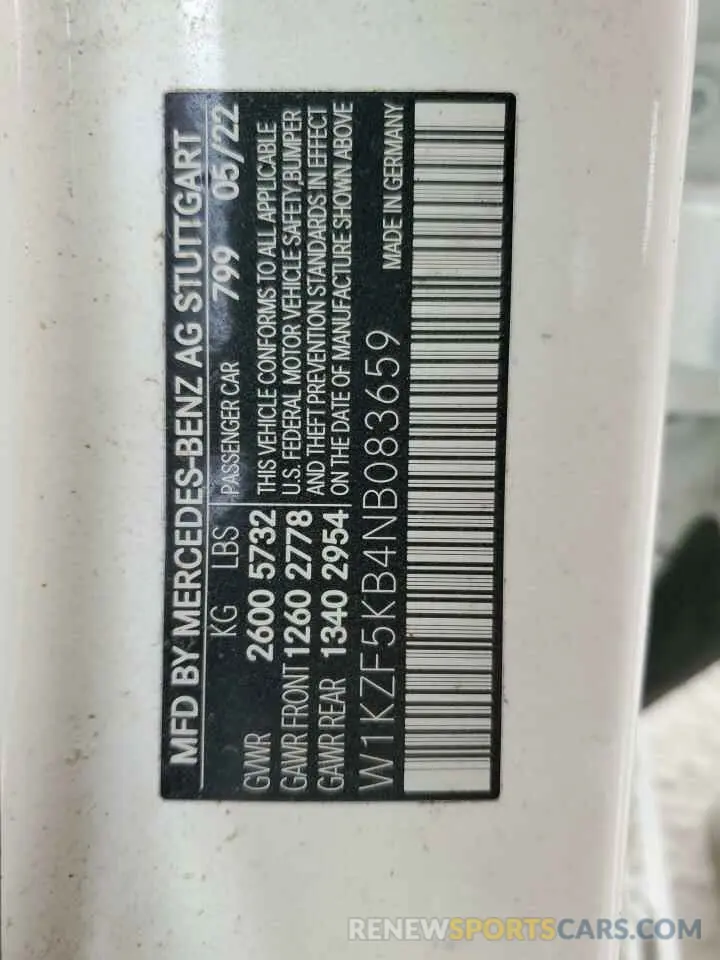 MFD BY MERCEDES-BENZ AG STUTTGART
KG LBS PASSENGER CAR 799 05/22
GVWR 2600 5732 THIS VEHICLE CONFORMS TO ALL APPLICABLE
GAWR FRONT 1260 2778 U.S. FEDERAL MOTOR VEHICLE SAFETY,BUMPER
GAWR REAR 1340 2954 AND THEFT PREVENTION STANDARDS IN EFFECT
ON THE DATE OF MANUFACTURE SHOWN ABOVE
W1KZF5KB4NB083659 MADE IN GERMANY
RENEWSPORTSCARS.COM